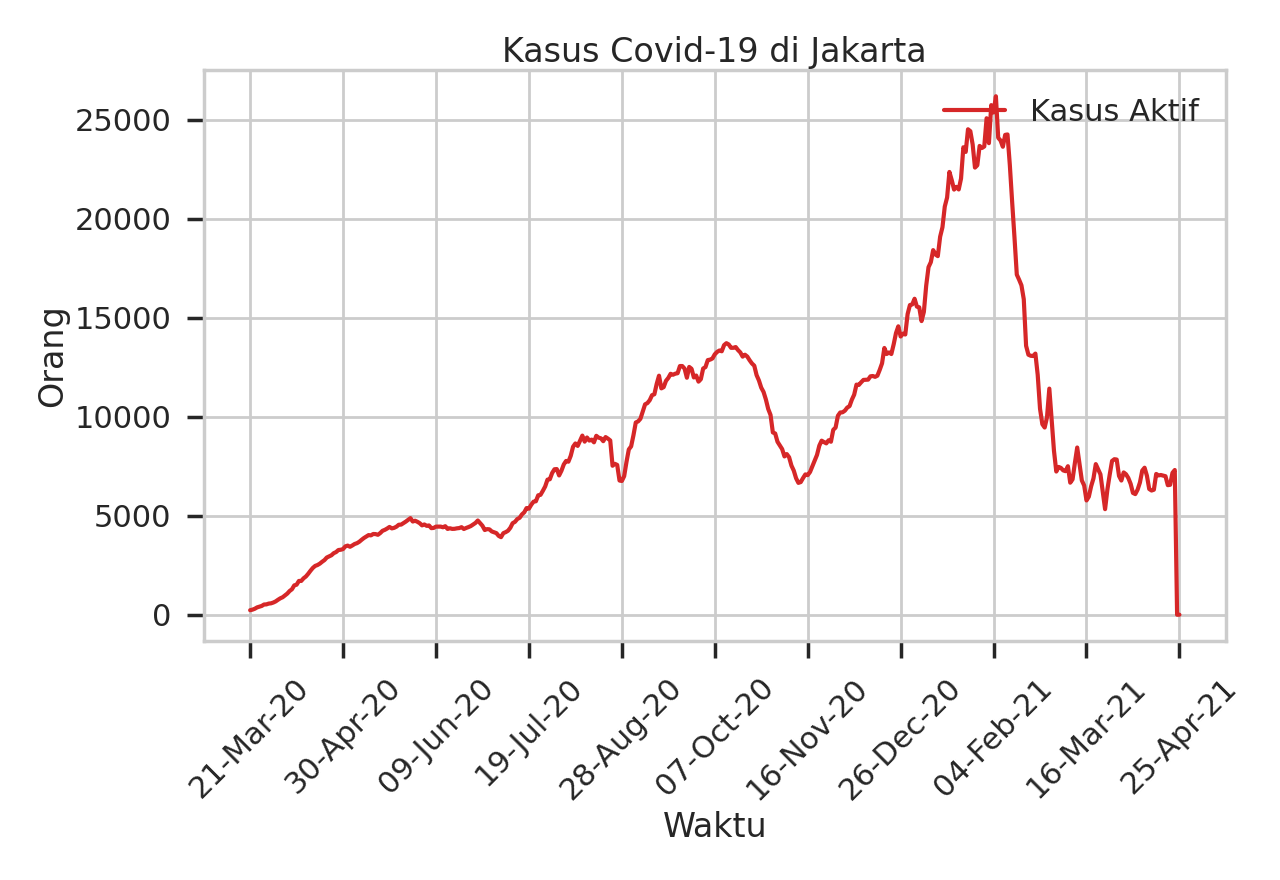 Kasus Covid-19 di Jakarta
Kasus Aktif
25000
20000
15000
10000
5000
0
Orang
21-Mar-20
30-Apr-20
09-Jun-20
19-Jul-20
28-Aug-20
07-Oct-20
16-Nov-20
26-Dec-20
04-Feb-21
16-Mar-21
25-Apr-21
Waktu